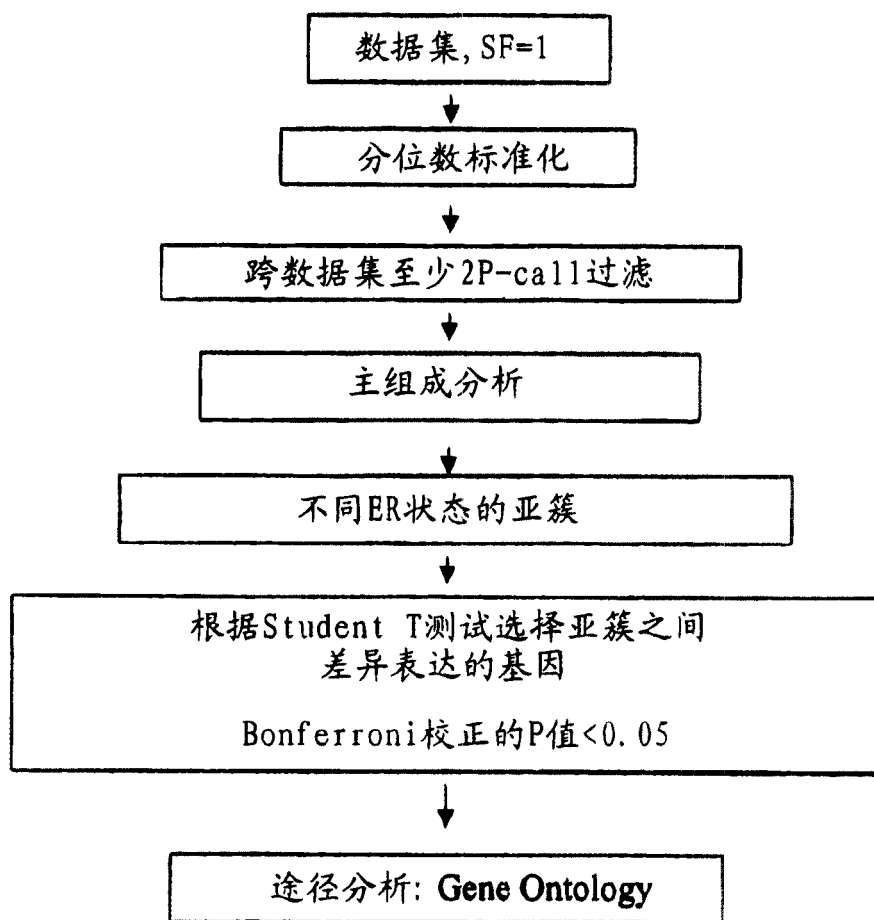 数据集, SF=1
分位数标准化
跨数据集至少2P-call过滤
主组成分析
不同ER状态的亚簇
根据Student T测试选择亚簇之间
差异表达的基因
Bonferroni校正的P值<0.05
途径分析: Gene Ontology